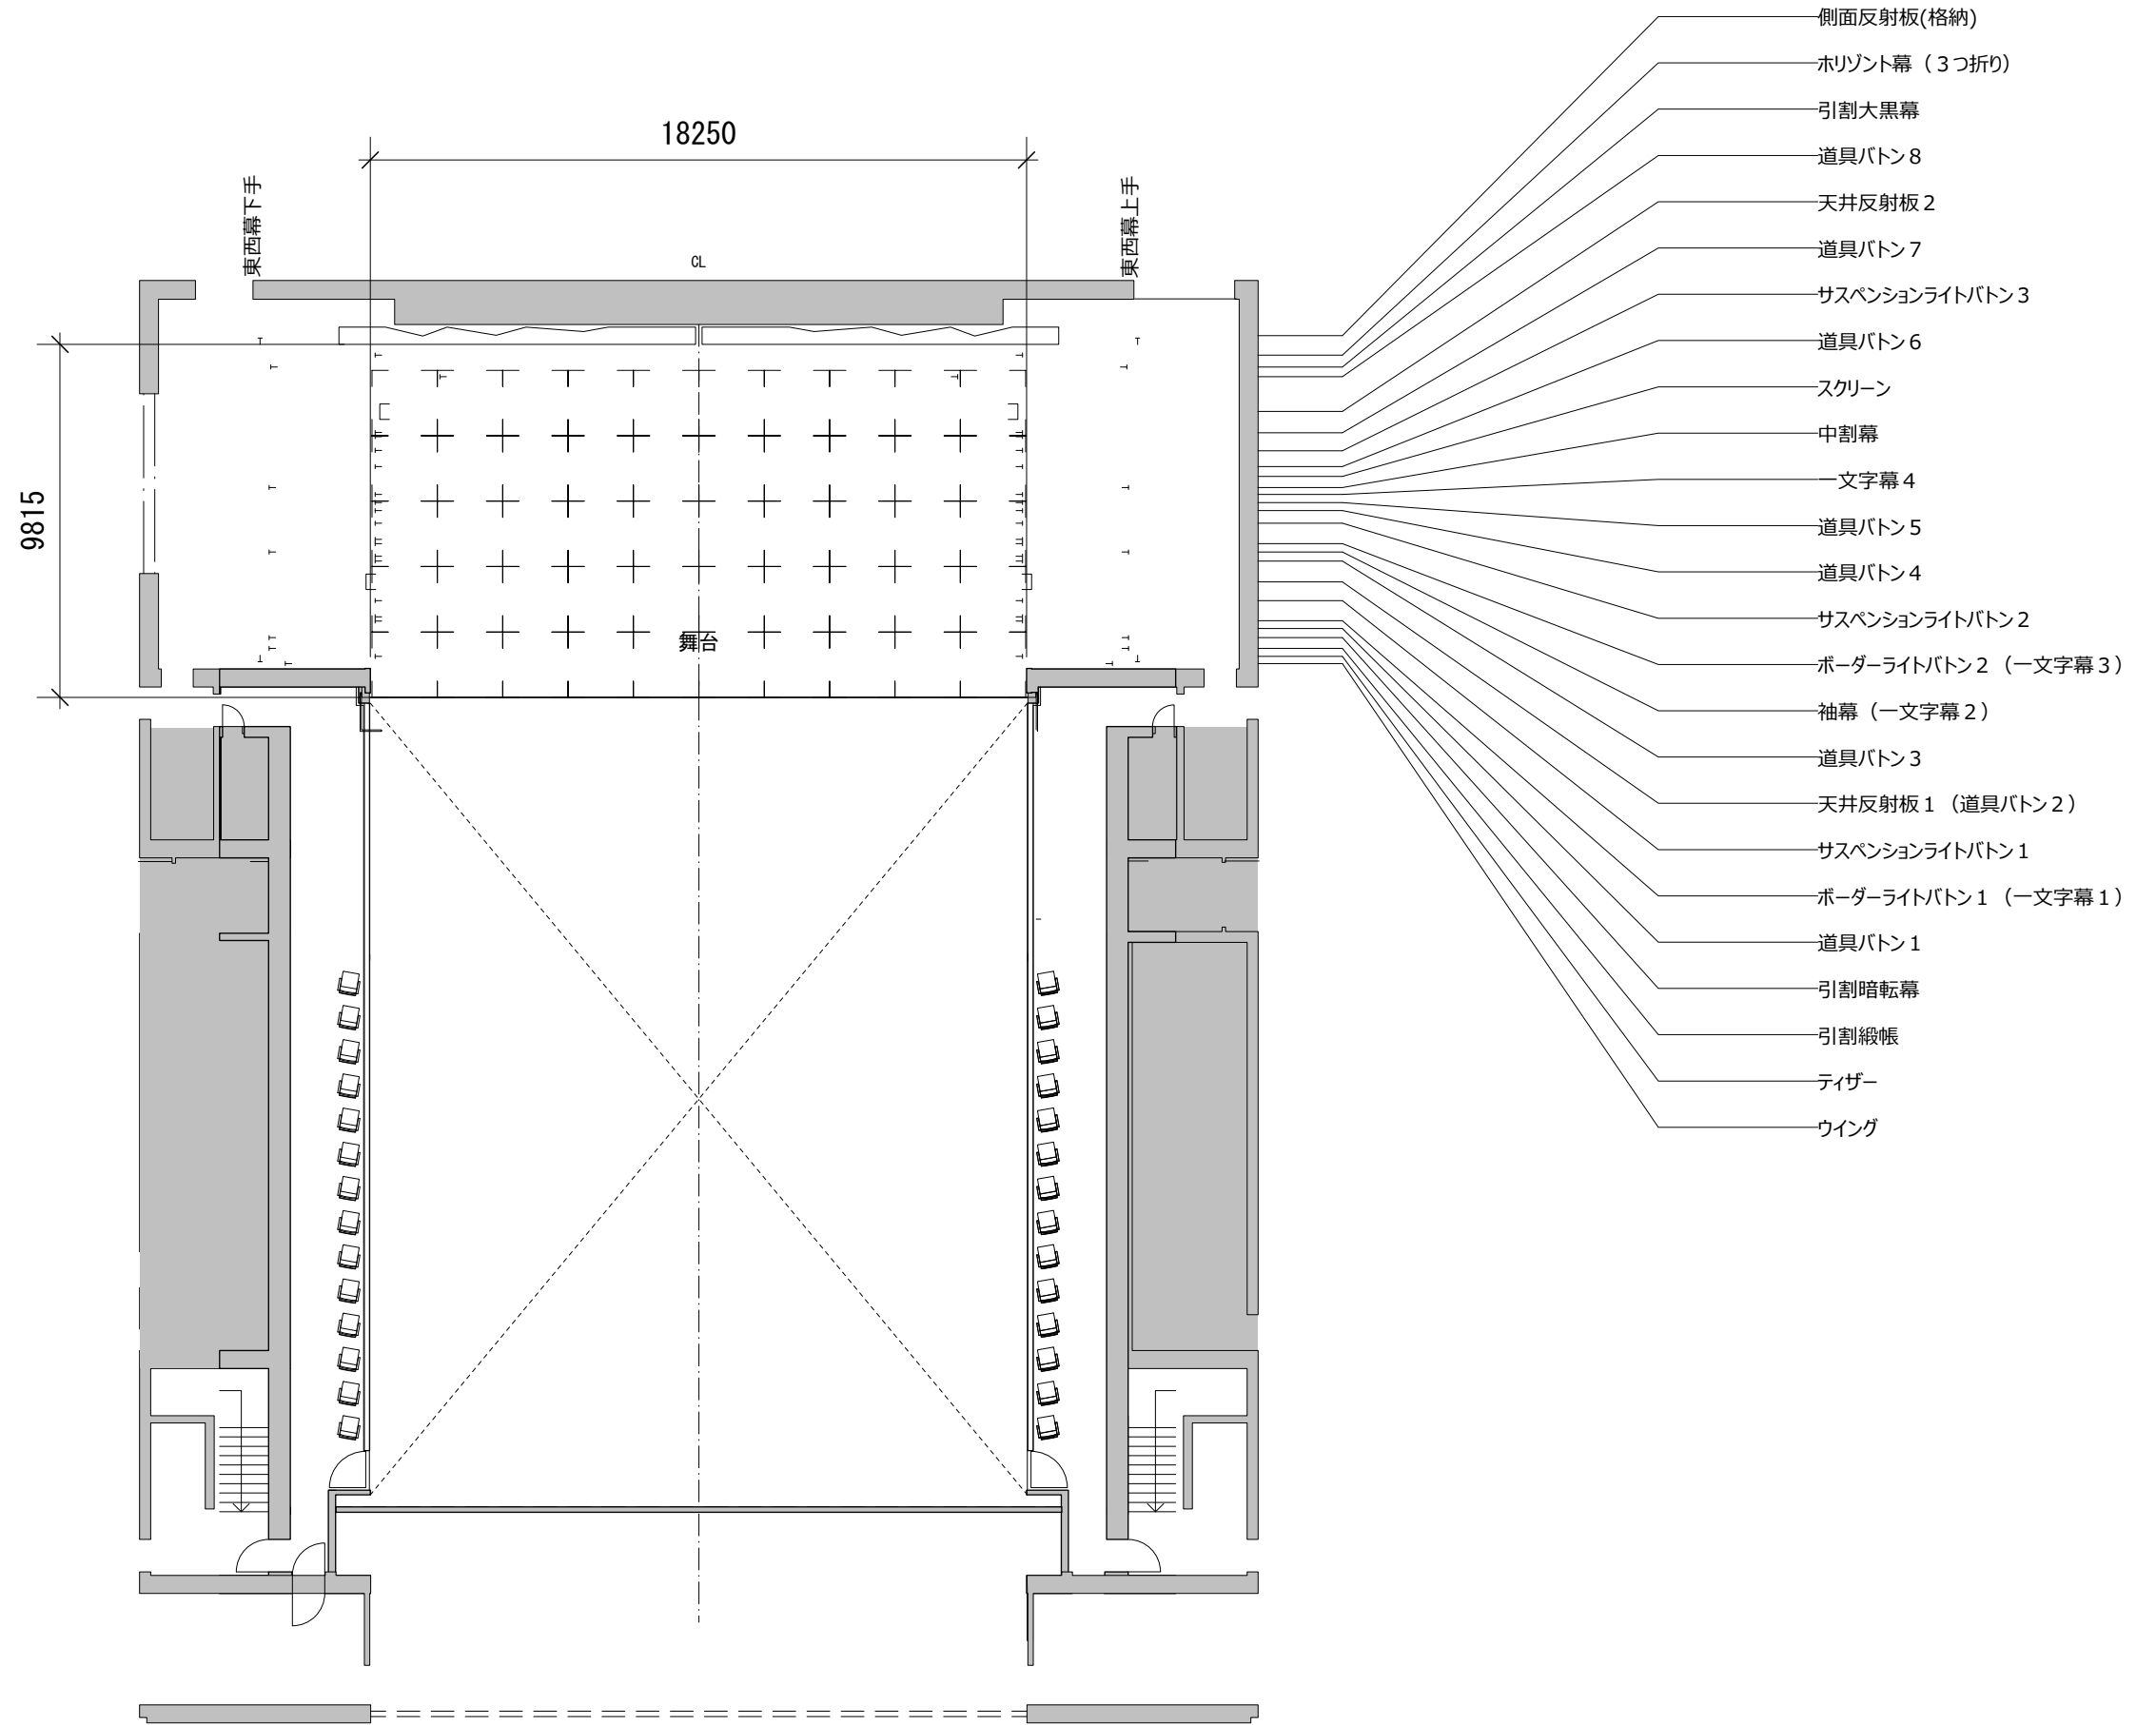 側面反射板(格納)
ホリゾント幕（３つ折り）
引割大黒幕
道具バトン８
天井反射板２
道具バトン７
サスペンションライトバトン３
道具バトン６
スクリーン
中割幕
一文字幕４
道具バトン５
道具バトン４
サスペンションライトバトン２
ボーダーライトバトン２（一文字幕３）
袖幕（一文字幕２）
道具バトン３
天井反射板１（道具バトン２）
サスペンションライトバトン１
ボーダーライトバトン１（一文字幕１）
道具バトン１
引割暗転幕
引割緞帳
ティザー
ウイング
18250
東西幕下手
東西幕上手
CL
9815
舞台